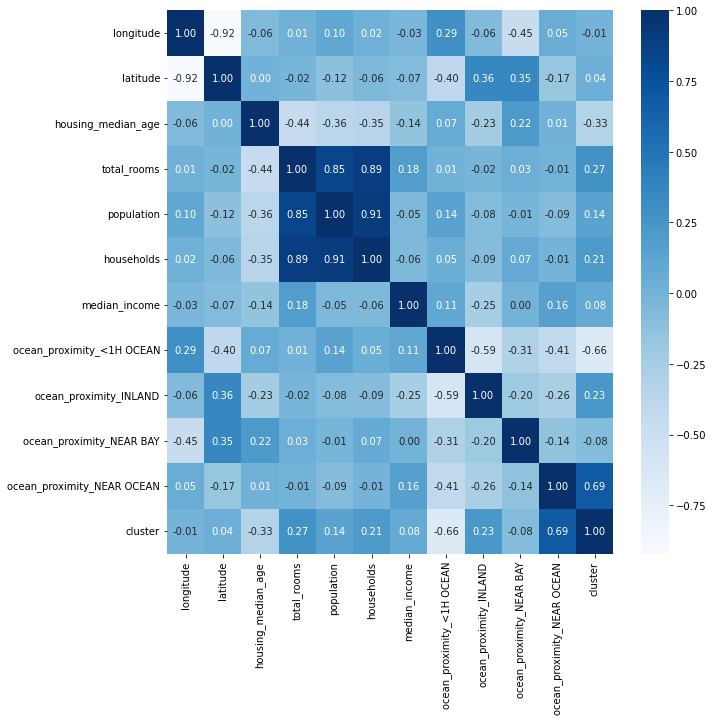 longitude 1.00 -0.92 -0.06 0.01 0.10 0.02 -0.03 0.29 -0.06 -0.45 0.05 -0.01
latitude -0.92 1.00 0.00 -0.02 -0.12 -0.06 -0.07 -0.40 0.36 0.35 -0.17 0.04
housing_median_age -0.06 0.00 1.00 -0.44 -0.36 -0.35 -0.14 0.07 -0.23 0.22 0.01 -0.33
total_rooms 0.01 -0.02 -0.44 1.00 0.85 0.89 0.18 0.01 -0.02 0.03 -0.01 0.27
population 0.10 -0.12 -0.36 0.85 1.00 0.91 -0.05 0.14 -0.08 -0.01 -0.09 0.14
households 0.02 -0.06 -0.35 0.89 0.91 1.00 -0.06 0.05 -0.09 0.07 -0.01 0.21
median_income -0.03 -0.07 -0.14 0.18 -0.05 -0.06 1.00 0.11 -0.25 0.00 0.16 0.08
ocean_proximity_<1H OCEAN 0.29 -0.40 0.07 0.01 0.14 0.05 0.11 1.00 -0.59 -0.31 -0.41 -0.66
ocean_proximity_INLAND -0.06 0.36 -0.23 -0.02 -0.08 -0.09 -0.25 -0.59 1.00 -0.20 -0.26 0.23
ocean_proximity_NEAR BAY -0.45 0.35 0.22 0.03 -0.01 0.07 0.00 -0.31 -0.20 1.00 -0.14 -0.08
ocean_proximity_NEAR OCEAN 0.05 -0.17 0.01 -0.01 -0.09 -0.01 0.16 -0.41 -0.26 -0.14 1.00 0.69
cluster -0.01 0.04 -0.33 0.27 0.14 0.21 0.08 -0.66 0.23 -0.08 0.69 1.00
longitude
latitude
housing_median_age
total_rooms
population
households
median_income
ocean_proximity_<1H OCEAN
ocean_proximity_INLAND
ocean_proximity_NEAR BAY
ocean_proximity_NEAR OCEAN
cluster
1.00
0.75
0.50
0.25
0.00
−0.25
−0.50
−0.75